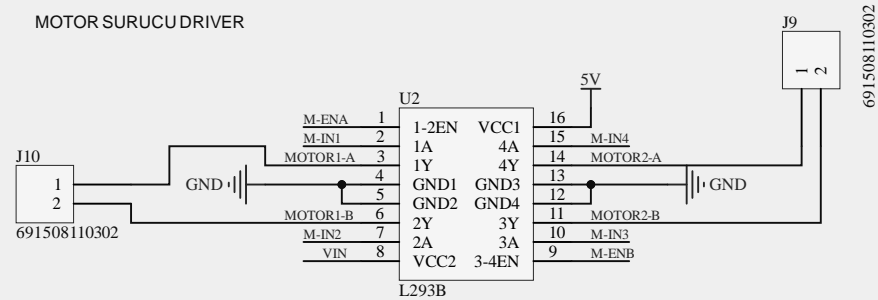 MOTOR SURUCU DRIVER
J9
1
2
691508110302
5V
U2
M-ENA 1 1-2EN VCC1 16
M-IN1 2 1A 4A 15 M-IN4
J10
MOTOR1-A 3 1Y 4Y 14 MOTOR2-A
1 GND 4 GND1 GND3 13 GND
2 5 GND2 GND4 12
MOTOR1-B 6 2Y 3Y 11 MOTOR2-B
691508110302
M-IN2 7 2A 3A 10 M-IN3
VIN 8 VCC2 3-4EN 9 M-ENB
L293B